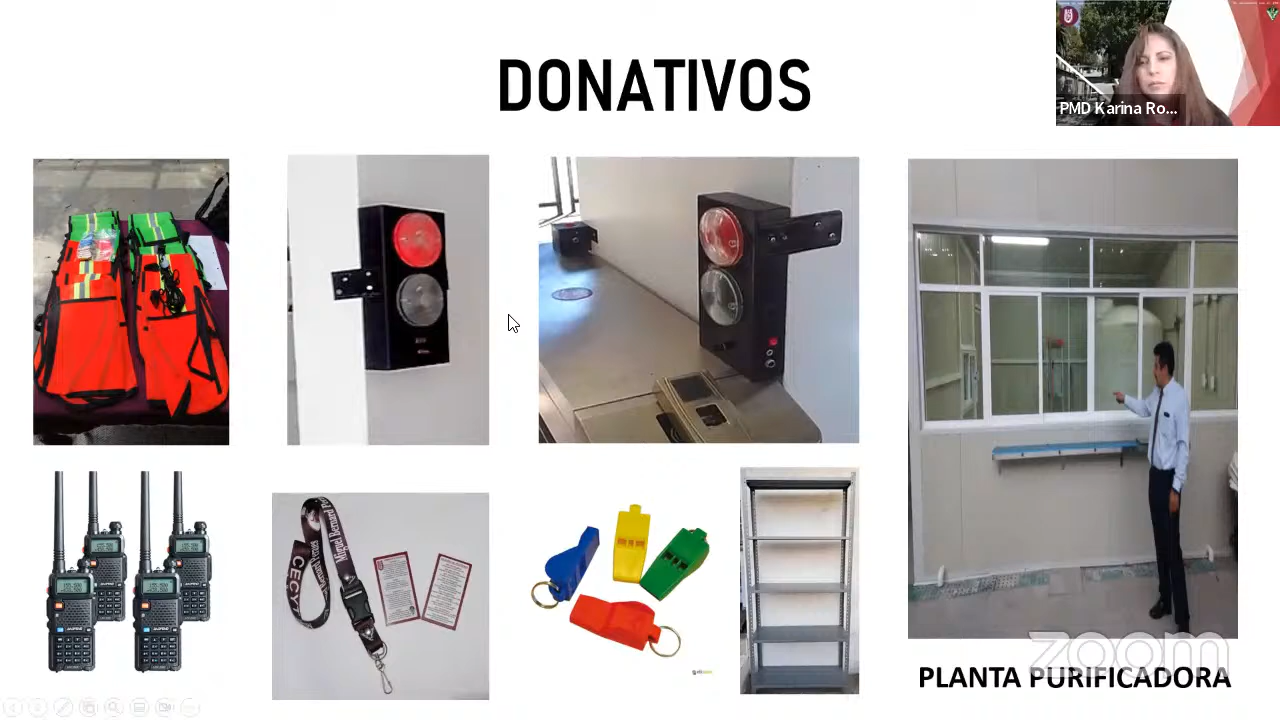 DONATIVOS
PMD Karina Ro...
CECYT
Miguel Bernard
zoom
PLANTA PURIFICADORA